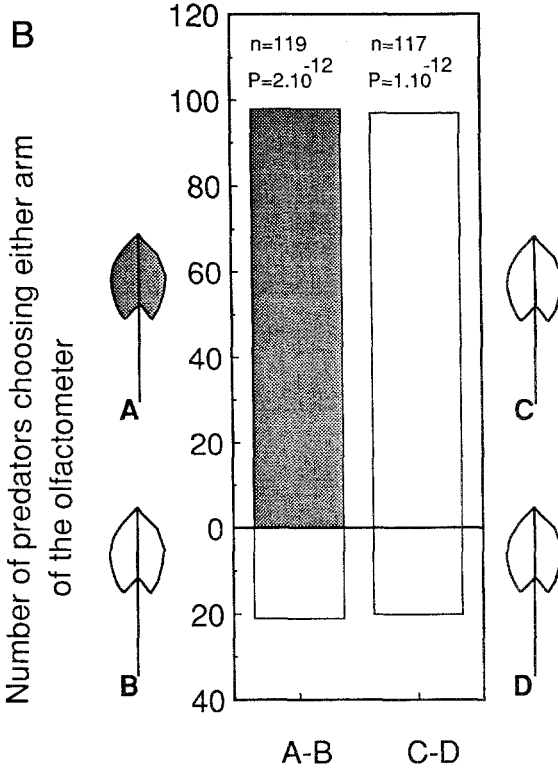 B
Number of predators choosing either arm
of the olfactometer
120
100
80
60
40
20
0
20
40
n=119
P=2.10^-12
n=117
P=1.10^-12
A
B
C
D
A-B
C-D